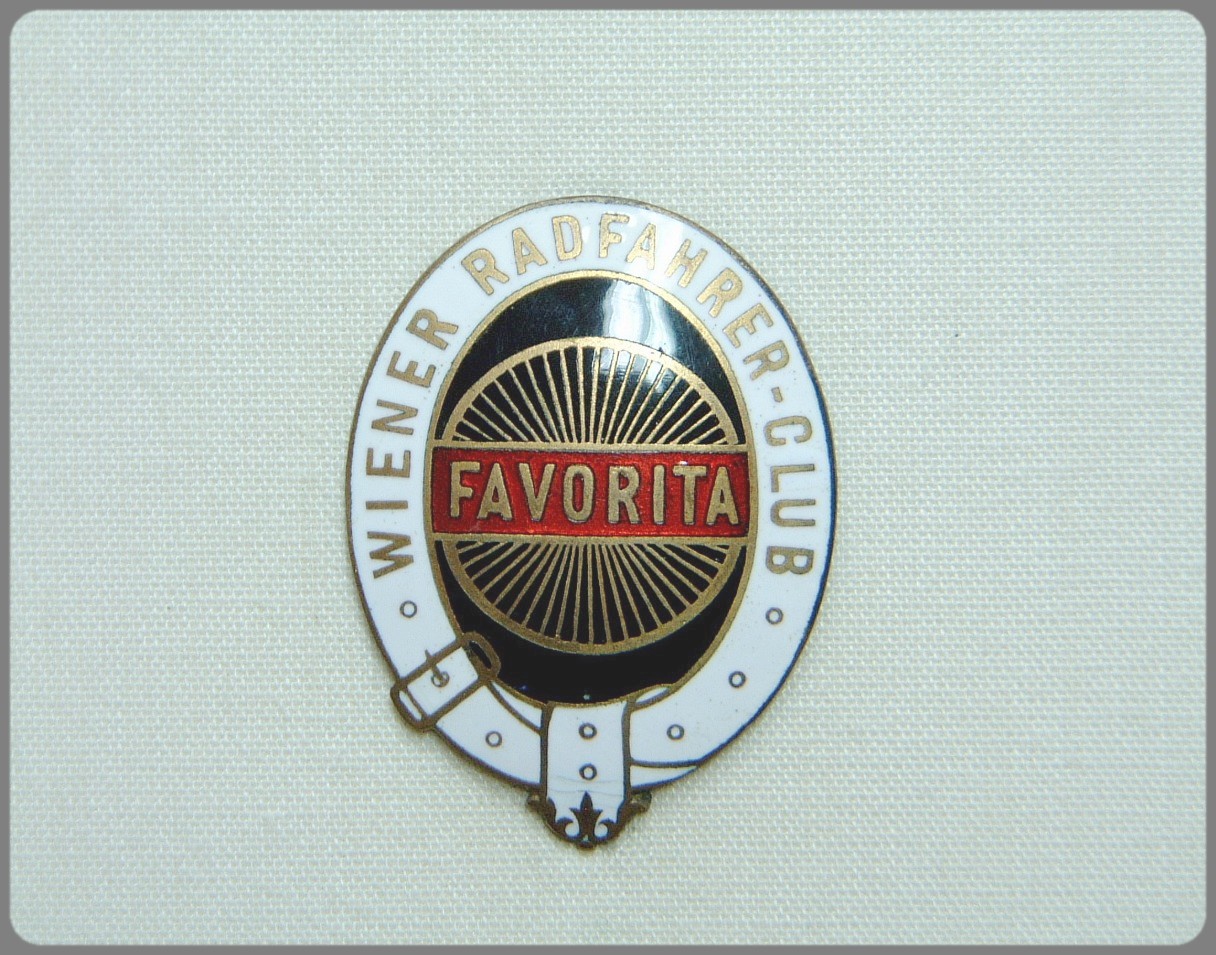 WIENER RADFAHRER-CLUB
FAVORITA